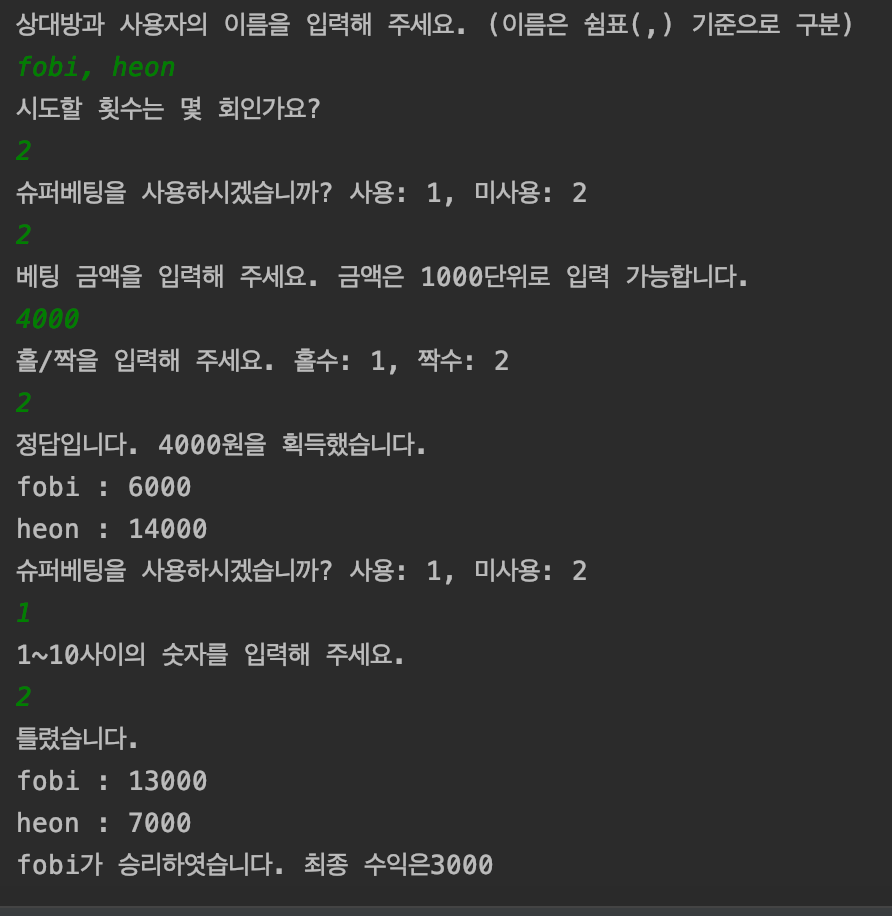 상대방과 사용자의 이름을 입력해 주세요. (이름은 쉼표(,) 기준으로 구분)
fobi, heon
시도할 횟수는 몇 회인가요?
2
슈퍼베팅을 사용하시겠습니까? 사용: 1, 미사용: 2
2
베팅 금액을 입력해 주세요. 금액은 1000단위로 입력 가능합니다.
4000
홀/짝을 입력해 주세요. 홀수: 1, 짝수: 2
2
정답입니다. 4000원을 획득했습니다.
fobi : 6000
heon : 14000
슈퍼베팅을 사용하시겠습니까? 사용: 1, 미사용: 2
1
1~10사이의 숫자를 입력해 주세요.
2
틀렸습니다.
fobi : 13000
heon : 7000
fobi가 승리하엿습니다. 최종 수익은3000